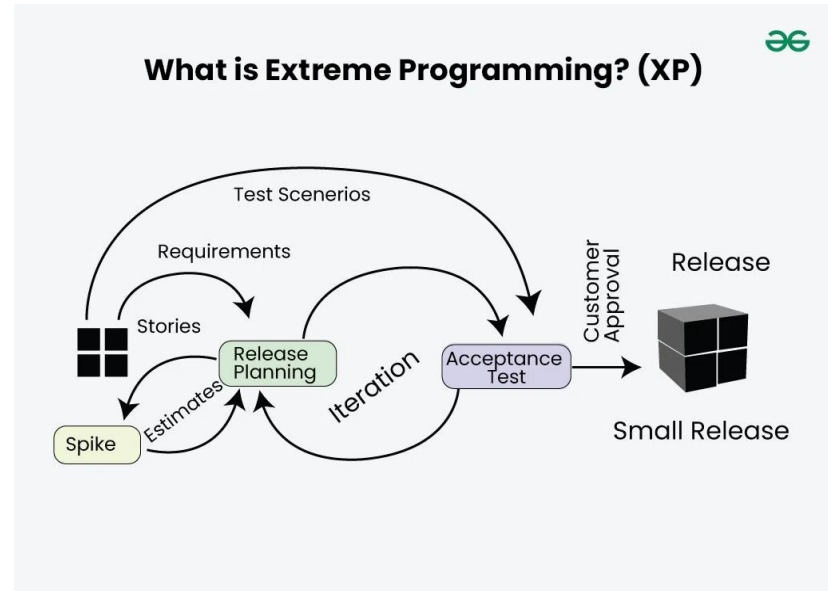 What is Extreme Programming? (XP)
Test Scenerios
Requirements
Stories
Release
Planning
Estimates
Spike
Iteration
Acceptance
Test
Customer
Approval
Release
Small Release